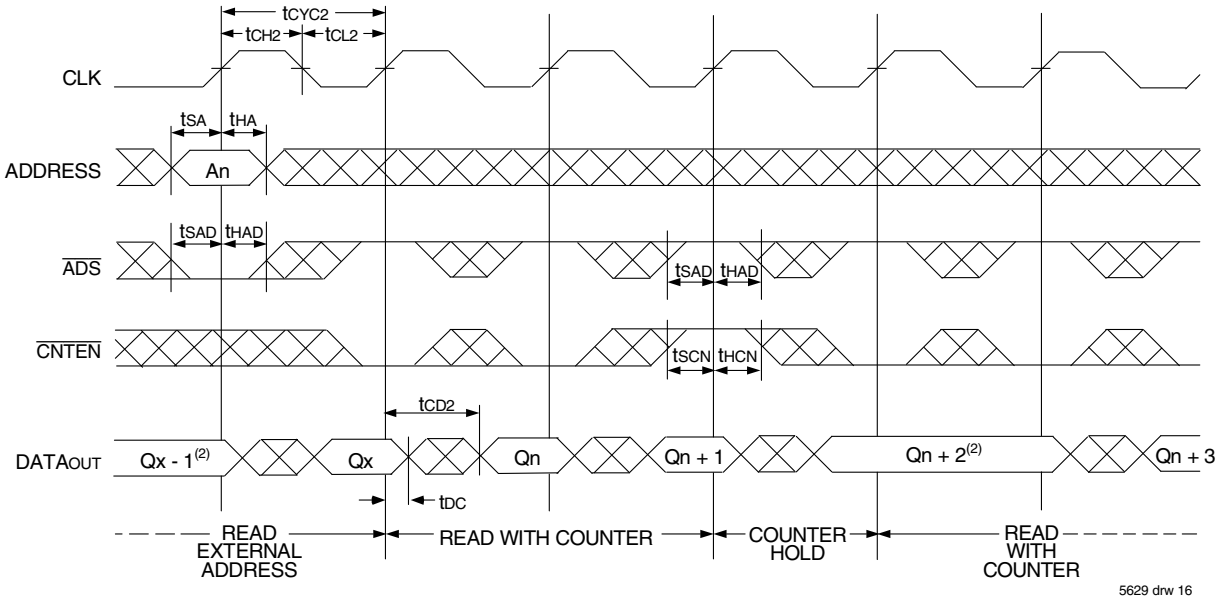 tCYC2
tCH2 tCL2
CLK
tSA tHA
ADDRESS An
tSAD tHAD
ADS tSAD tHAD
CNTEN tSCN tHCN
tCD2
DATAOUT Qx - 1(2) Qx Qn Qn + 1 Qn + 2(2) Qn + 3
tDC
READ EXTERNAL ADDRESS
READ WITH COUNTER
COUNTER HOLD
READ WITH COUNTER
5629 drw 16